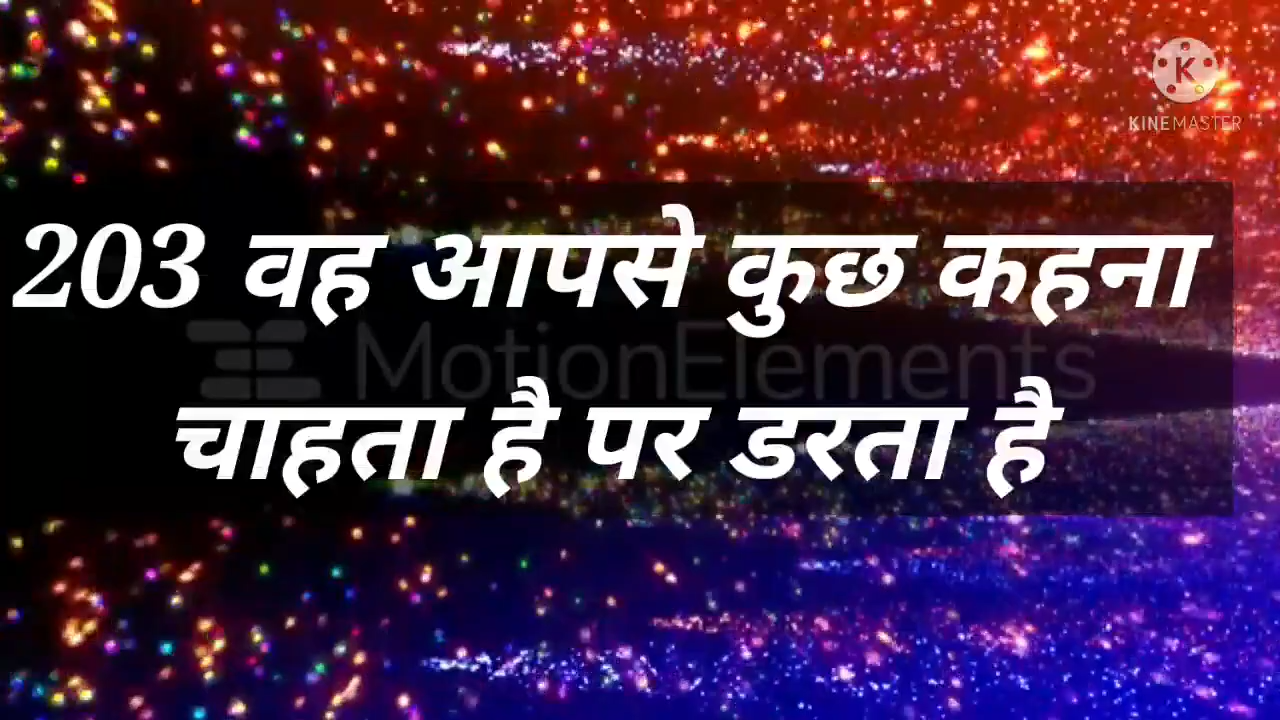 KINEMASTER
203 वह आपसे कुछ कहना
MotionElements
चाहता है पर डरता है